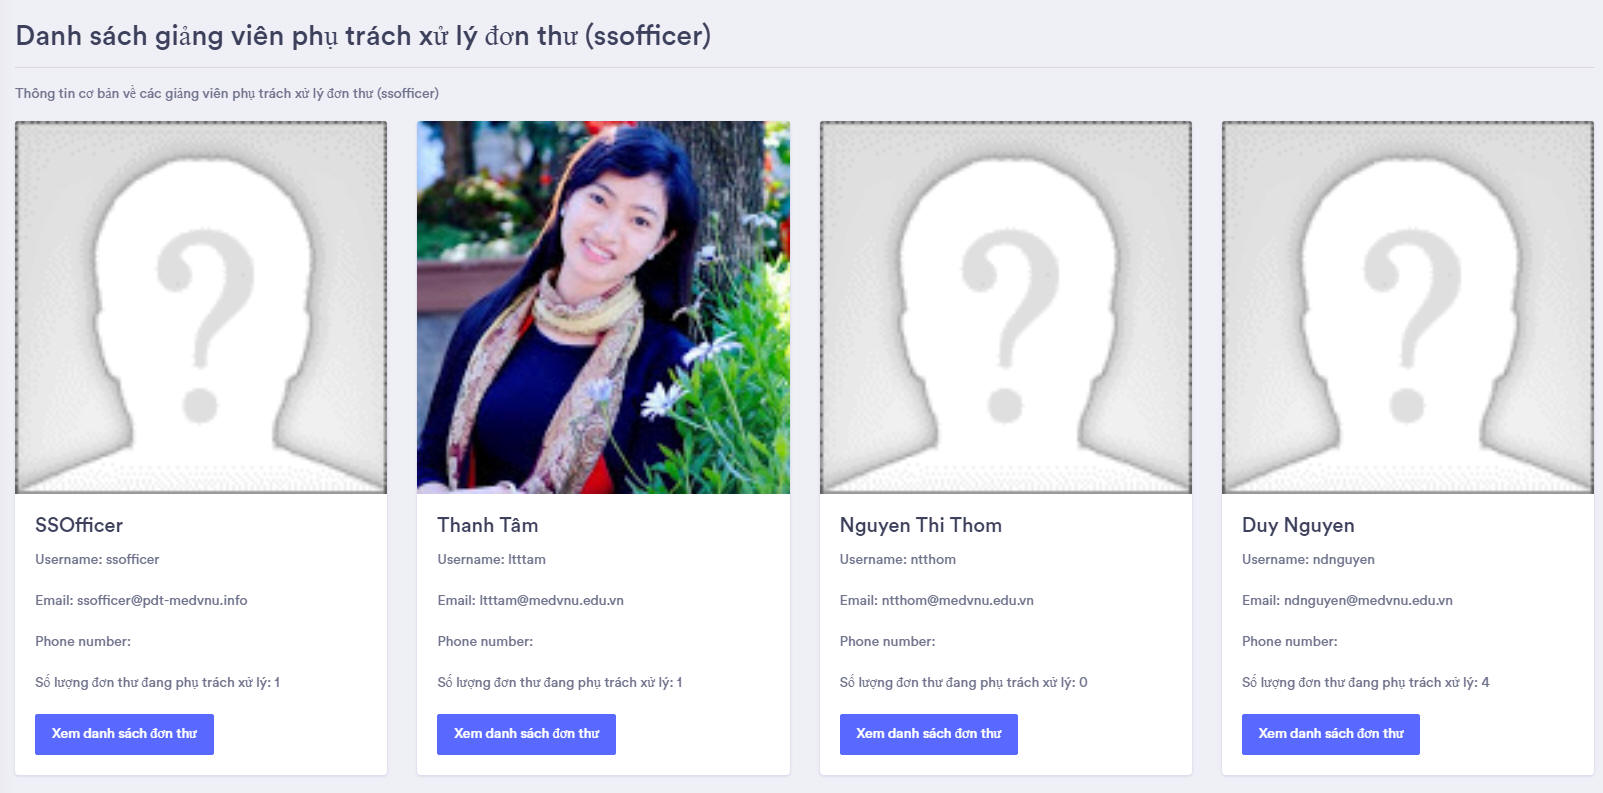 Danh sách giảng viên phụ trách xử lý đơn thư (ssofficer)
Thông tin cơ bản về các giảng viên phụ trách xử lý đơn thư (ssofficer)
SSOfficer
Username: ssofficer
Email: ssofficer@pdt-medvnu.info
Phone number:
Số lượng đơn thư đang phụ trách xử lý: 1
Xem danh sách đơn thư
Thanh Tâm
Username: ltttam
Email: ltttam@medvnu.edu.vn
Phone number:
Số lượng đơn thư đang phụ trách xử lý: 1
Xem danh sách đơn thư
Nguyen Thi Thom
Username: ntthom
Email: ntthom@medvnu.edu.vn
Phone number:
Số lượng đơn thư đang phụ trách xử lý: 0
Xem danh sách đơn thư
Duy Nguyen
Username: ndnguyen
Email: ndnguyen@medvnu.edu.vn
Phone number:
Số lượng đơn thư đang phụ trách xử lý: 4
Xem danh sách đơn thư